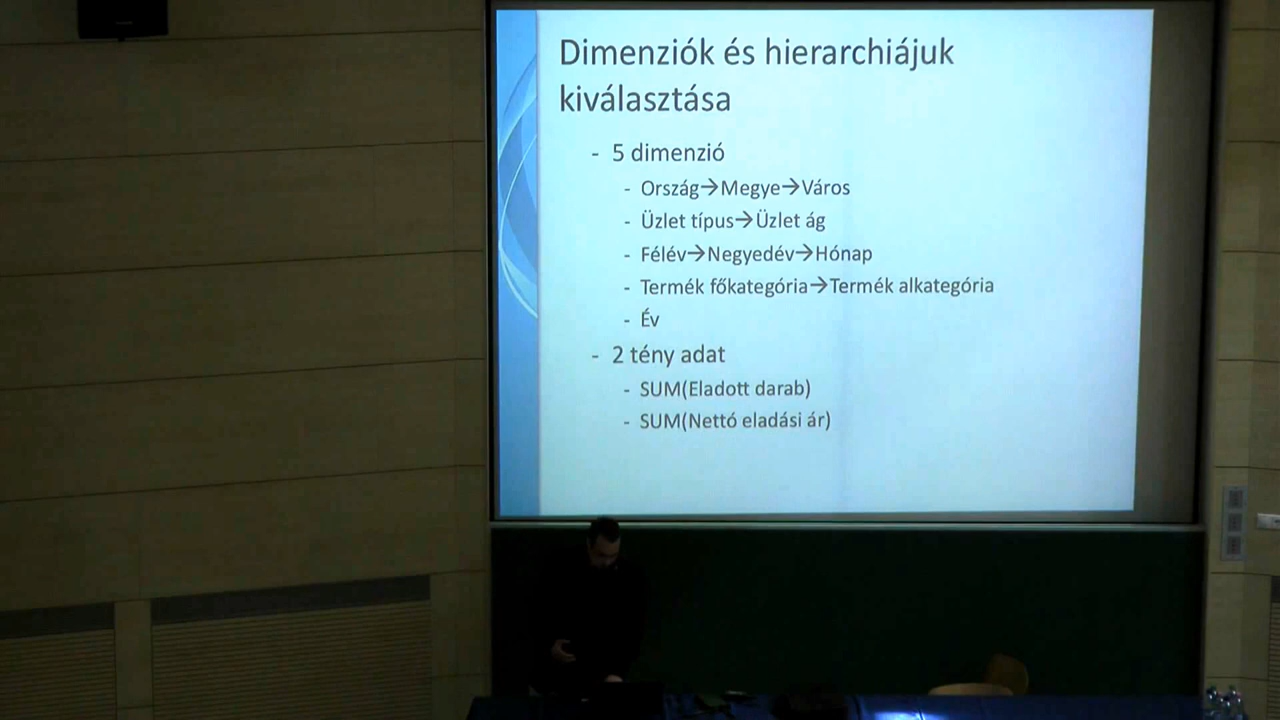 Dimenziók és hierarchiájuk
kiválasztása
- 5 dimenzió
- Ország→Megye→Város
- Üzlet típus→Üzlet ág
- Félév→Negyedév→Hónap
- Termék főkategória→Termék alkategória
- Év
- 2 tény adat
- SUM(Eladott darab)
- SUM(Nettó eladási ár)